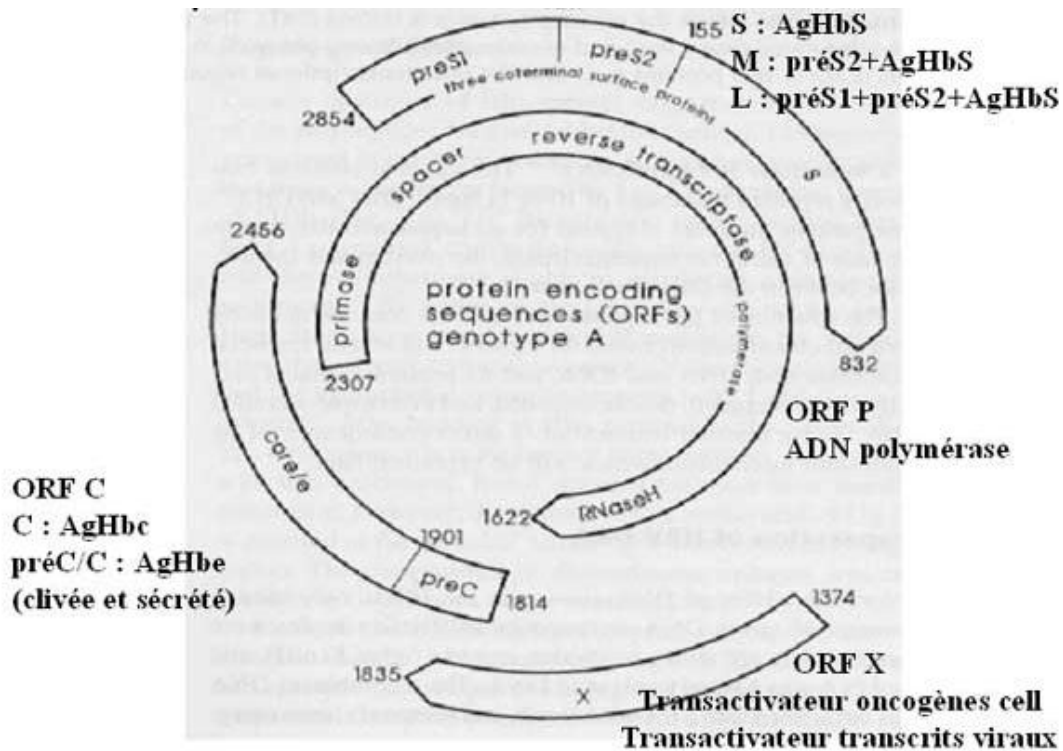 preS1
preS2
155
three coterminal surface proteins
2854
S
S : AgHbS
M : préS2+AgHbS
L : préS1+préS2+AgHbS
832
primase
spacer
reverse transcriptase
polymerase
RNaseH
2307
1622
protein encoding
sequences (ORFs)
genotype A
ORF P
ADN polymérase
2456
core/e
1901
preC
1814
ORF C
C : AgHbc
préC/C : AgHbe
(clivée et sécrété)
1374
1835
X
ORF X
Transactivateur oncogènes cell
Transactivateur transcrits viraux